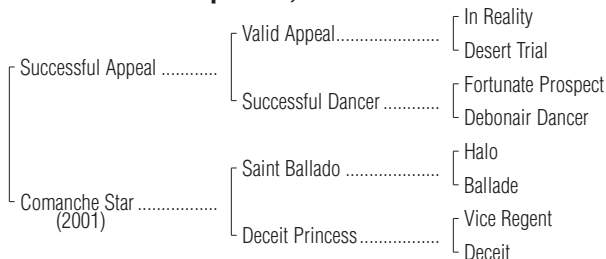 In Reality
Valid Appeal....................
Desert Trial
Successful Appeal ............
Fortunate Prospect
Successful Dancer ............
Debonair Dancer
Halo
Saint Ballado ....................
Ballade
Comanche Star .................
(2001)
Vice Regent
Deceit Princess.................
Deceit